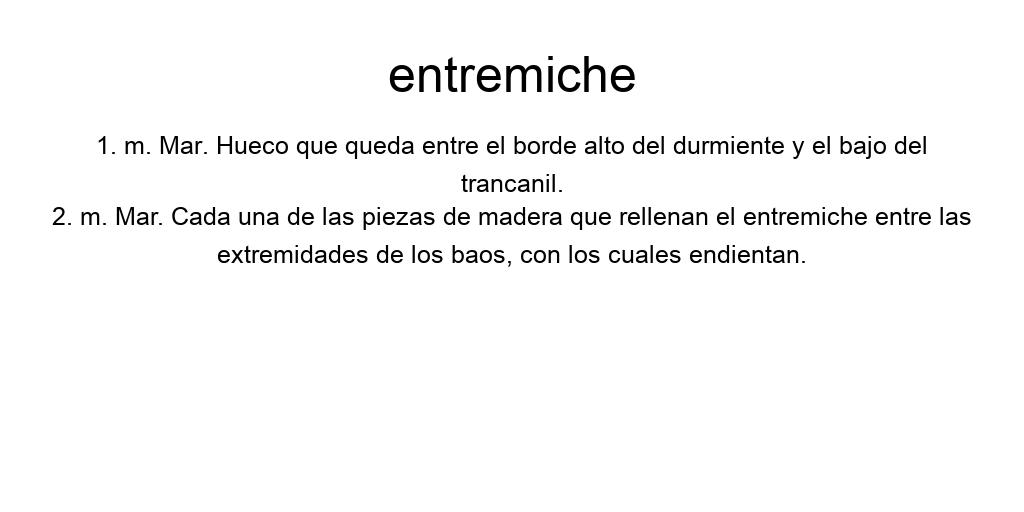 entremiche
1. m. Mar. Hueco que queda entre el borde alto del durmiente y el bajo del
trancanil.
2. m. Mar. Cada una de las piezas de madera que rellenan el entremiche entre las
extremidades de los baos, con los cuales endientan.